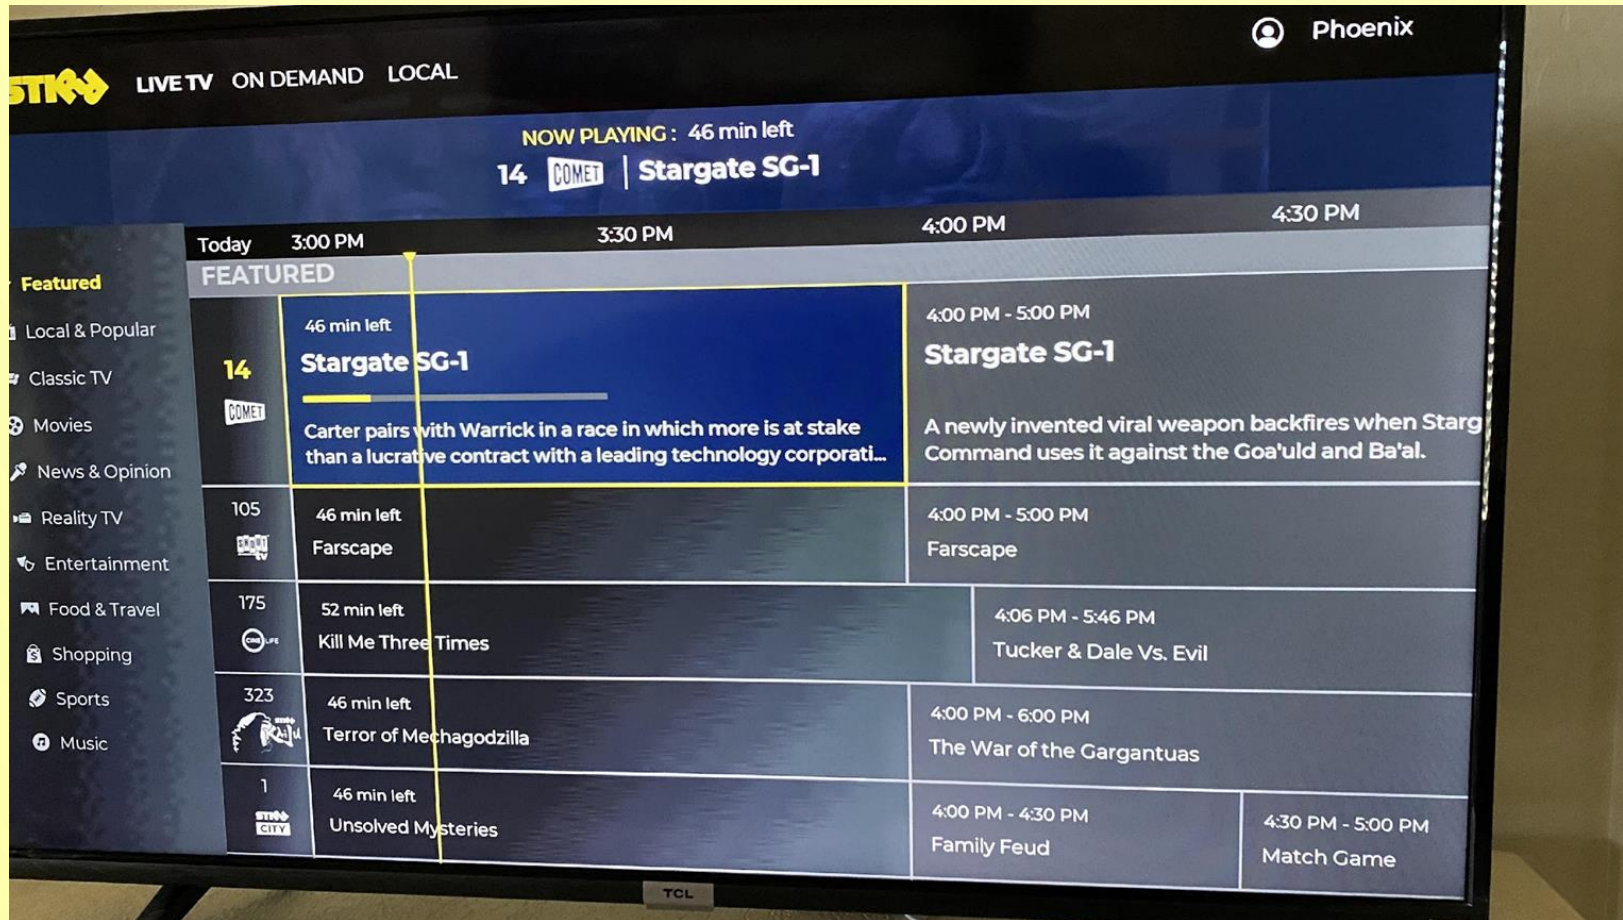 Phoenix
LIVE TV ON DEMAND LOCAL
NOW PLAYING: 46 min left
14 COMET | Stargate SG-1
Today 3:00 PM 3:30 PM 4:00 PM 4:30 PM
FEATURED
Featured
Local & Popular
Classic TV
Movies
News & Opinion
Reality TV
Entertainment
Food & Travel
Shopping
Sports
Music
14
COMET
46 min left
Stargate SG-1
Carter pairs with Warrick in a race in which more is at stake
than a lucrative contract with a leading technology corporati...
4:00 PM - 5:00 PM
Stargate SG-1
A newly invented viral weapon backfires when Starg
Command uses it against the Goa'uld and Ba'al.
105
SHOUT TV
46 min left
Farscape
4:00 PM - 5:00 PM
Farscape
175
CINELIFE
52 min left
Kill Me Three Times
4:06 PM - 5:46 PM
Tucker & Dale Vs. Evil
323
46 min left
Terror of Mechagodzilla
4:00 PM - 6:00 PM
The War of the Gargantuas
1
CITY
46 min left
Unsolved Mysteries
4:00 PM - 4:30 PM
Family Feud
4:30 PM - 5:00 PM
Match Game
TCL